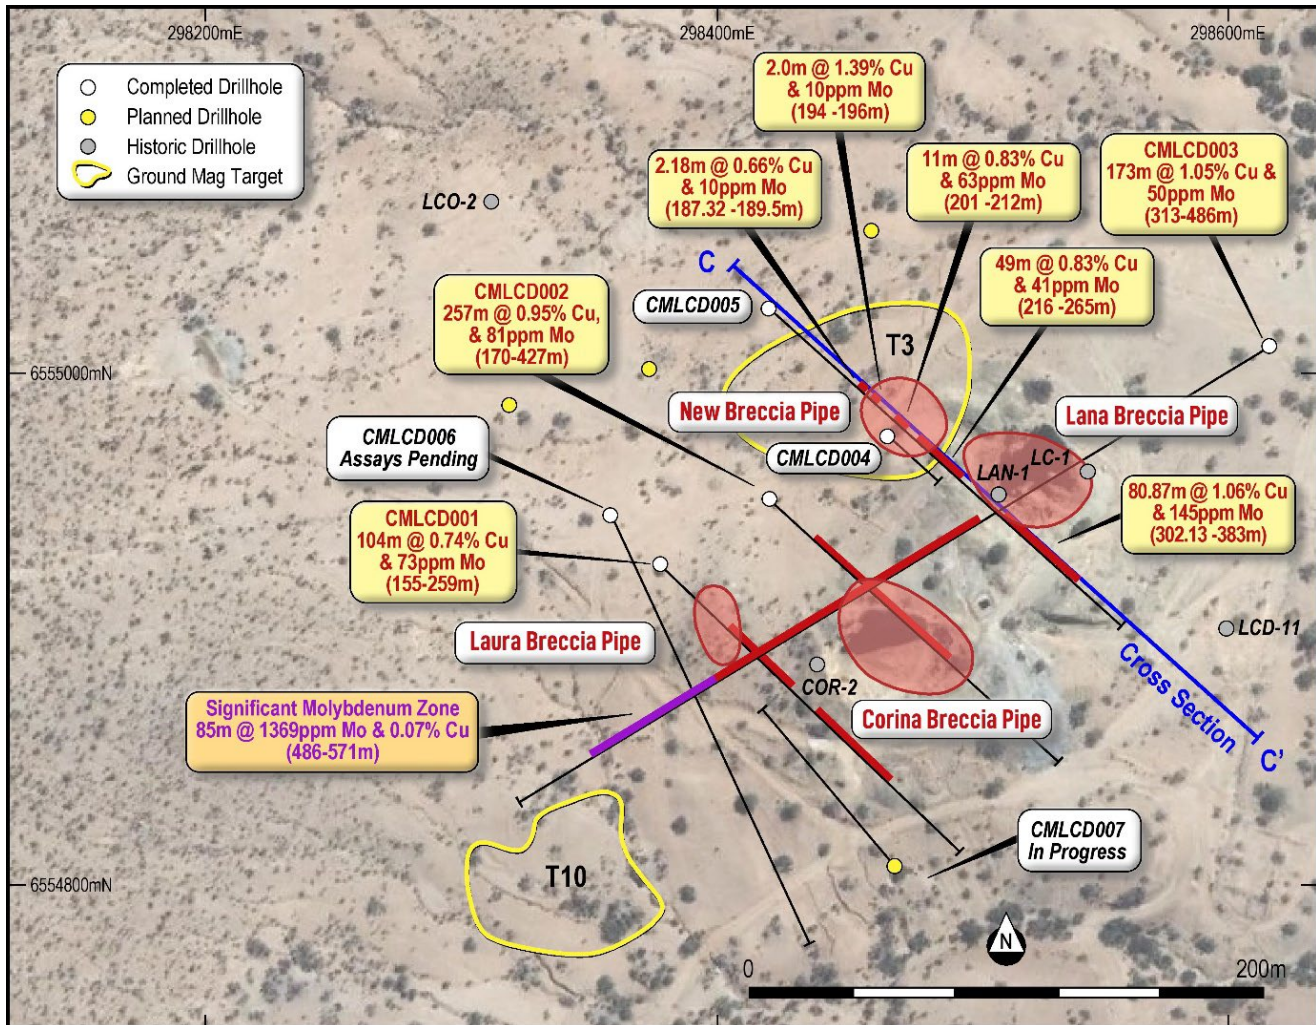 298200mE
298400mE
298600mE
Completed Drillhole
Planned Drillhole
Historic Drillhole
Ground Mag Target
2.0m @ 1.39% Cu
& 10ppm Mo
(194 -196m)
2.18m @ 0.66% Cu
& 10ppm Mo
(187.32 -189.5m)
11m @ 0.83% Cu
& 63ppm Mo
(201 -212m)
CMLCD003
173m @ 1.05% Cu &
50ppm Mo
(313-486m)
LCO-2
49m @ 0.83% Cu
& 41ppm Mo
(216 -265m)
C
CMLCD002
257m @ 0.95% Cu,
& 81ppm Mo
(170-427m)
CMLCD005
T3
6555000mN
New Breccia Pipe
Lana Breccia Pipe
CMLCD006
Assays Pending
CMLCD004
LAN-1
LC-1
80.87m @ 1.06% Cu
& 145ppm Mo
(302.13 -383m)
CMLCD001
104m @ 0.74% Cu
& 73ppm Mo
(155-259m)
Laura Breccia Pipe
LCD-11
COR-2
Cross Section
Corina Breccia Pipe
Significant Molybdenum Zone
85m @ 1369ppm Mo & 0.07% Cu
(486-571m)
C'
CMLCD007
In Progress
T10
6554800mN
N
0
200m